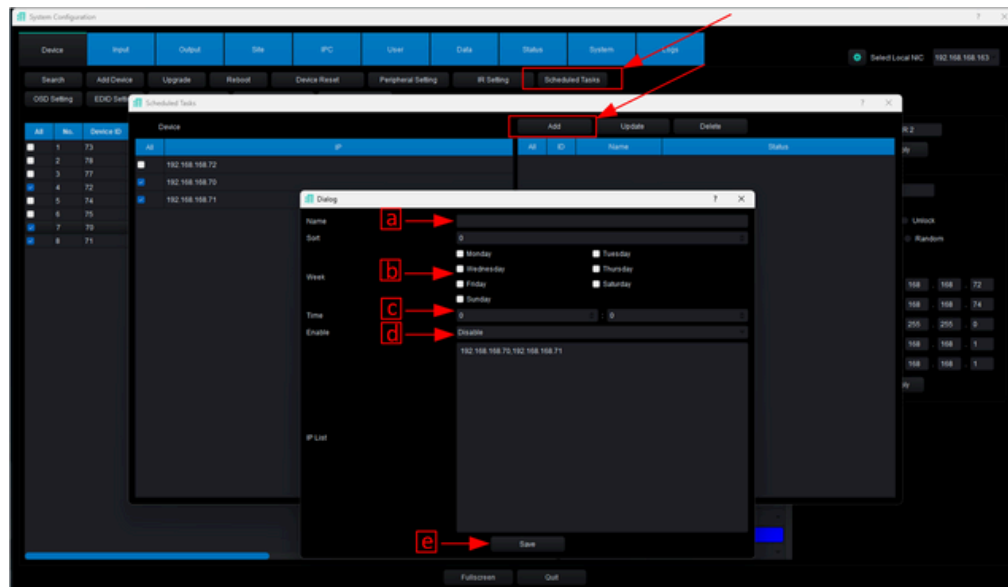 System Configuration ? ×
Device Input Output Site IPC User Data Status System Logs
Select Local NIC 192.168.168.163
Search Add Device Upgrade Reboot Device Reset Peripheral Setting IR Setting Scheduled Tasks
OSD Setting EDID Sett
Scheduled Tasks ? ×
Device Add Update Delete
All No. Device ID
All IP
All ID Name Status
1 73
2 78
3 77
4 72
5 74
6 75
7 70
8 71
192.168.168.72
192.168.168.70
192.168.168.71
Dialog ? ×
Name a
Sort 0
Week b
Monday Tuesday
Wednesday Thursday
Friday Saturday
Sunday
Time c 0 : 0
Enable d Disable
IP List
192.168.168.70,192.168.168.71
e Save
Unlock
Random
168 . 168 . 72
168 . 168 . 74
255 . 255 . 0
168 . 168 . 1
168 . 168 . 1
Fullscreen Quit